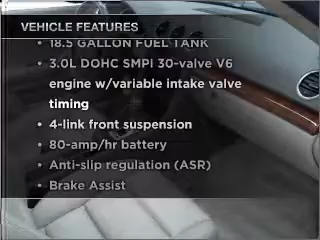 VEHICLE FEATURES
• 18.5 GALLON FUEL TANK
• 3.0L DOHC SMPI 30-valve V6
engine w/variable intake valve
timing
• 4-link front suspension
• 80-amp/hr battery
• Anti-slip regulation (ASR)
• Brake Assist